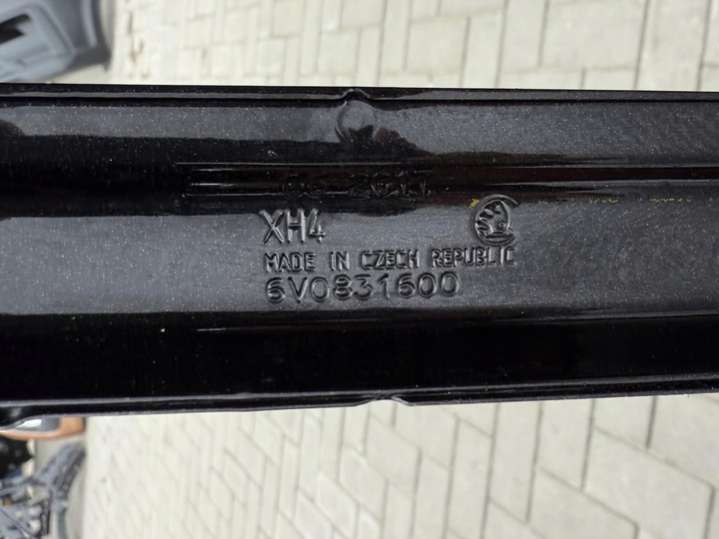 XH4
MADE IN CZECH REPUBLIC
6V0831600